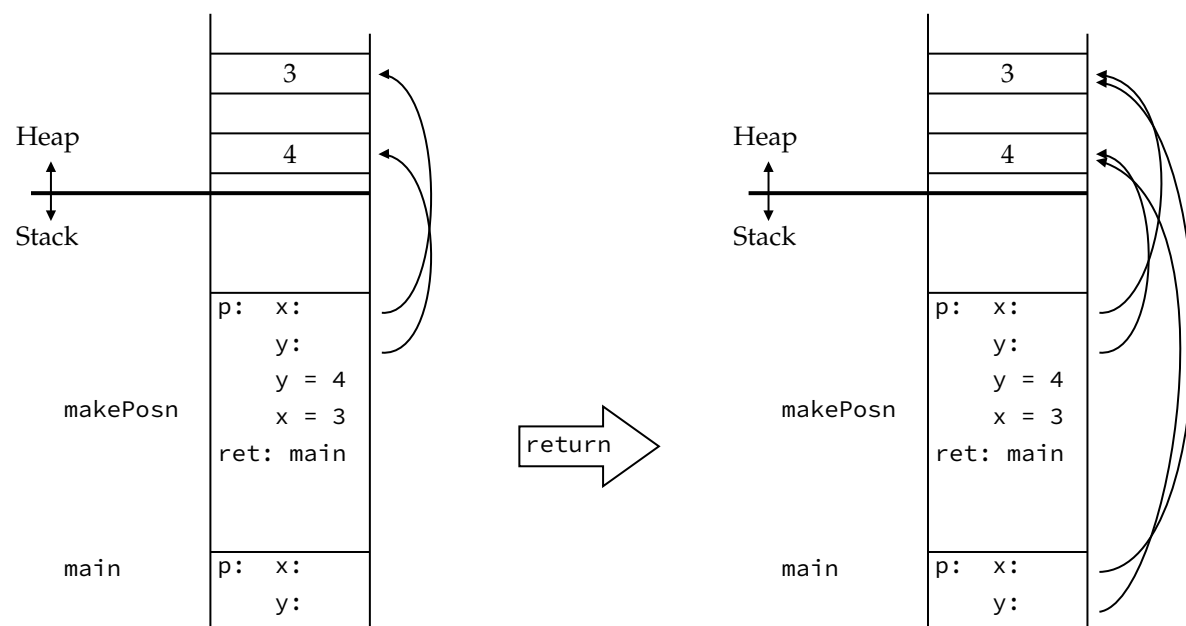 3
Heap
4
Stack
p: x:
y:
y = 4
makePosn
x = 3
ret: main
main
p: x:
y:
return
3
Heap
4
Stack
p: x:
y:
y = 4
makePosn
x = 3
ret: main
main
p: x:
y: